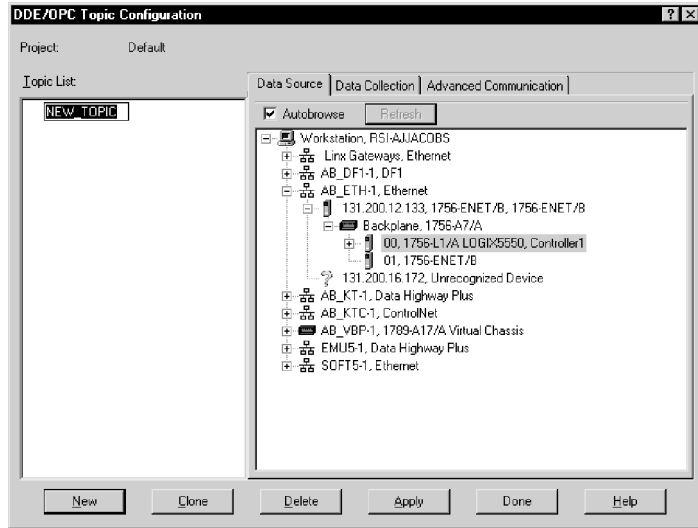 DDE/OPC Topic Configuration
Project: Default
Topic List:
NEW_TOPIC
Data Source Data Collection Advanced Communication
Autobrowse Refresh
Workstation, RSI-AJJACOBS
Linx Gateways, Ethernet
AB_DF1-1, DF1
AB_ETH-1, Ethernet
131.200.12.133, 1756-ENET/B, 1756-ENET/B
Backplane, 1756-A7/A
00, 1756-L1/A LOGIX5550, Controller1
01, 1756-ENET/B
131.200.16.172, Unrecognized Device
AB_KT-1, Data Highway Plus
AB_KTC-1, ControlNet
AB_VBP-1, 1789-A17/A Virtual Chassis
EMU5-1, Data Highway Plus
SOFT5-1, Ethernet
New Clone Delete Apply Done Help